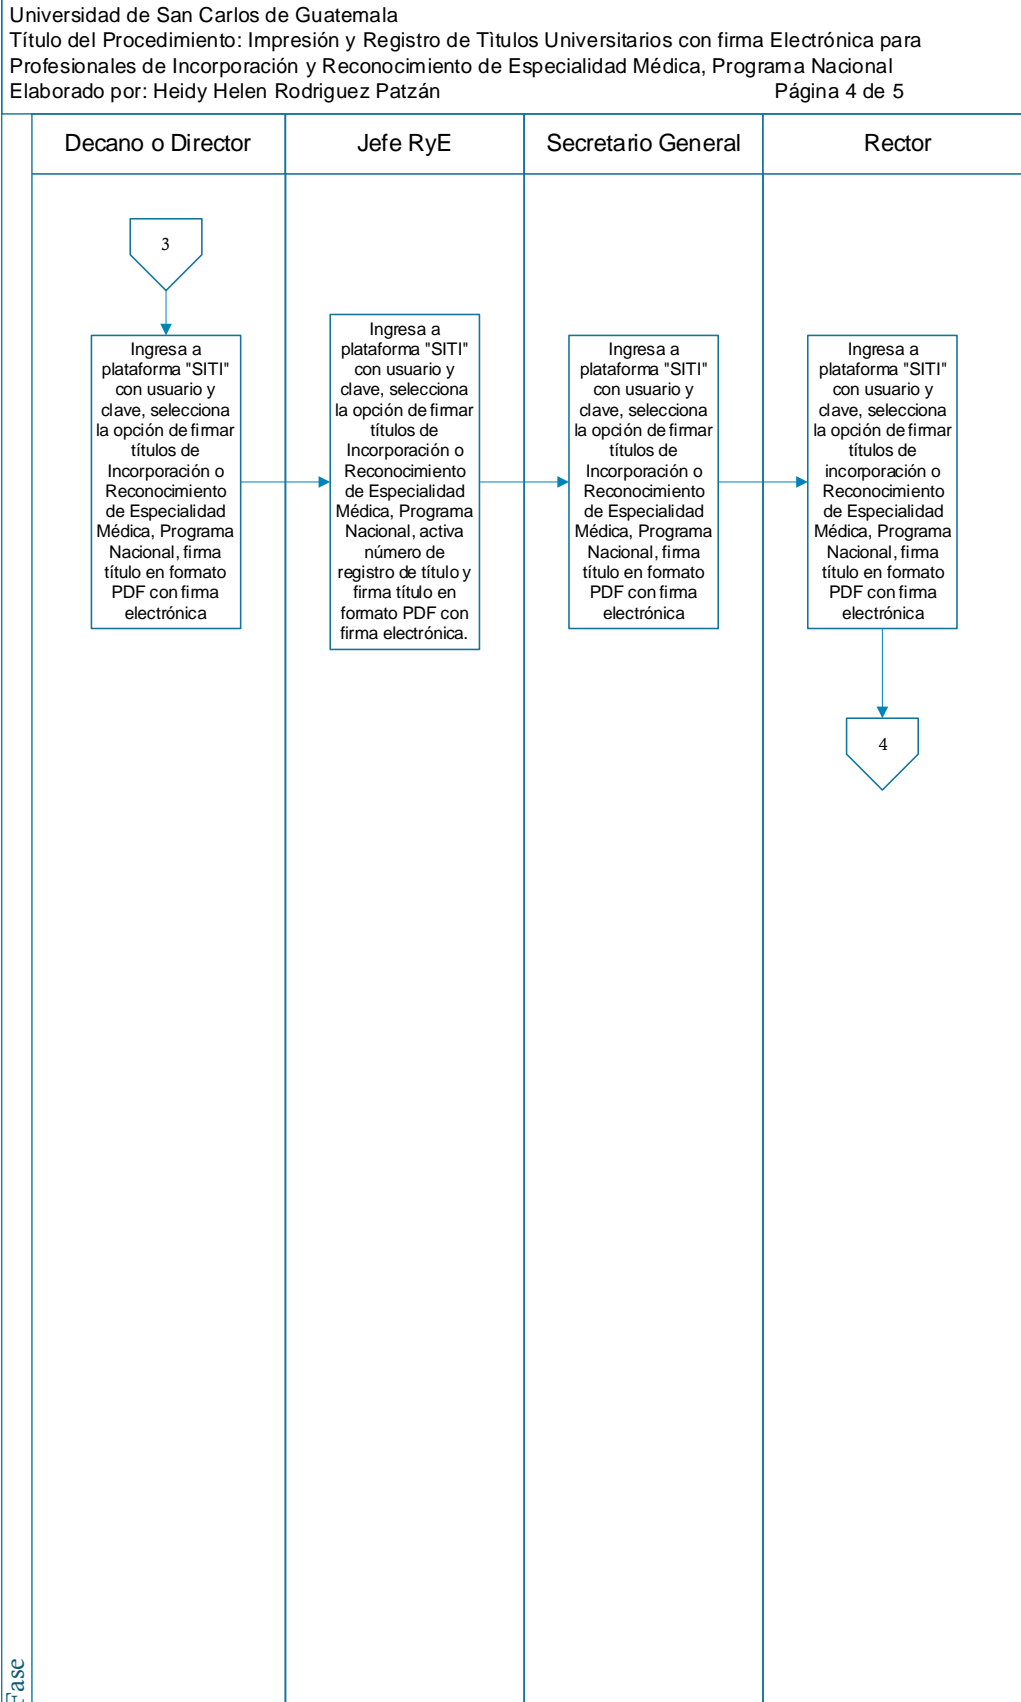 Universidad de San Carlos de Guatemala
Título del Procedimiento: Impresión y Registro de Tìtulos Universitarios con firma Electrónica para
Profesionales de Incorporación y Reconocimiento de Especialidad Médica, Programa Nacional
Elaborado por: Heidy Helen Rodriguez Patzán Página 4 de 5
Decano o Director
Jefe RyE
Secretario General
Rector
3
Ingresa a
plataforma "SITI"
con usuario y
clave, selecciona
la opción de firmar
títulos de
Incorporación o
Reconocimiento
de Especialidad
Médica, Programa
Nacional, firma
título en formato
PDF con firma
electrónica
Ingresa a
plataforma "SITI"
con usuario y
clave, selecciona
la opción de firmar
títulos de
Incorporación o
Reconocimiento
de Especialidad
Médica, Programa
Nacional, activa
número de
registro de título y
firma título en
formato PDF con
firma electrónica.
Ingresa a
plataforma "SITI"
con usuario y
clave, selecciona
la opción de firmar
títulos de
Incorporación o
Reconocimiento
de Especialidad
Médica, Programa
Nacional, firma
título en formato
PDF con firma
electrónica
Ingresa a
plataforma "SITI"
con usuario y
clave, selecciona
la opción de firmar
títulos de
incorporación o
Reconocimiento
de Especialidad
Médica, Programa
Nacional, firma
título en formato
PDF con firma
electrónica
4
Fase